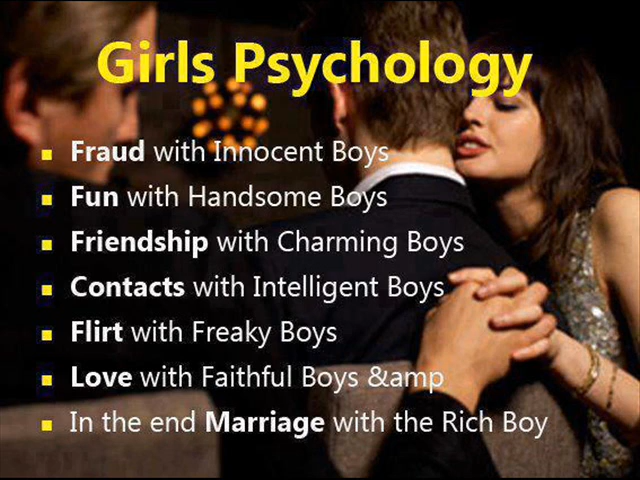 Girls Psychology
Fraud with Innocent Boys
Fun with Handsome Boys
Friendship with Charming Boys
Contacts with Intelligent Boys
Flirt with Freaky Boys
Love with Faithful Boys &amp
In the end Marriage with the Rich Boy